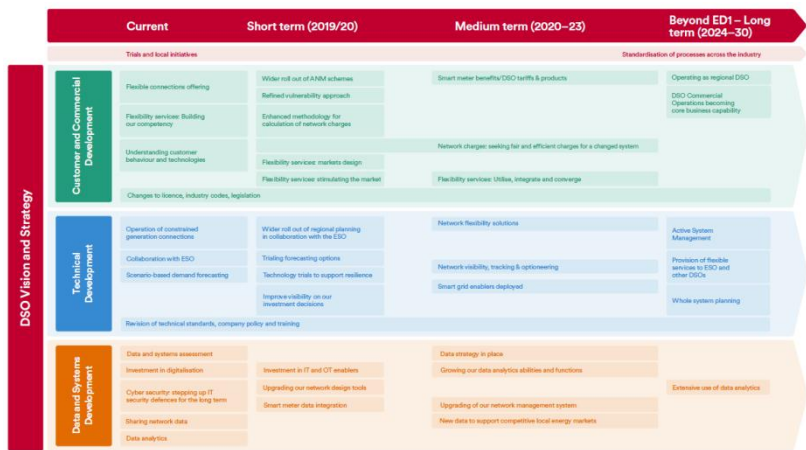 Current
Short term (2019/20)
Medium term (2020–23)
Beyond ED1 – Long
term (2024–30)
Trials and local initiatives
Standardisation of processes across the industry
DSO Vision and Strategy
Customer and Commercial
Development
Flexible connections offering
Flexibility services: Building
our competency
Understanding customer
behaviour and technologies
Wider roll out of ANM schemes
Refined vulnerability approach
Enhanced methodology for
calculation of network charges
Flexibility services: markets design
Flexibility services: stimulating the market
Smart meter benefits/DSO tariffs & products
Network charges: seeking fair and efficient charges for a changed system
Flexibility services: Utilise, integrate and converge
Operating as regional DSO
DSO Commercial
Operations becoming
core business capability
Changes to licence, industry codes, legislation
Technical
Development
Operation of constrained
generation connections
Collaboration with ESO
Scenario-based demand forecasting
Wider roll out of regional planning
in collaboration with the ESO
Trialing forecasting options
Technology trials to support resilience
Improve visibility on our
investment decisions
Network flexibility solutions
Network visibility, tracking & optioneering
Smart grid enablers deployed
Active System
Management
Provision of flexible
services to ESO and
other DSOs
Whole system planning
Revision of technical standards, company policy and training
Data and Systems
Development
Data and systems assessment
Investment in digitalisation
Cyber security: stepping up IT
security defences for the long term
Sharing network data
Data analytics
Investment in IT and OT enablers
Upgrading our network design tools
Smart meter data integration
Data strategy in place
Growing our data analytics abilities and functions
Upgrading of our network management system
New data to support competitive local energy markets
Extensive use of data analytics